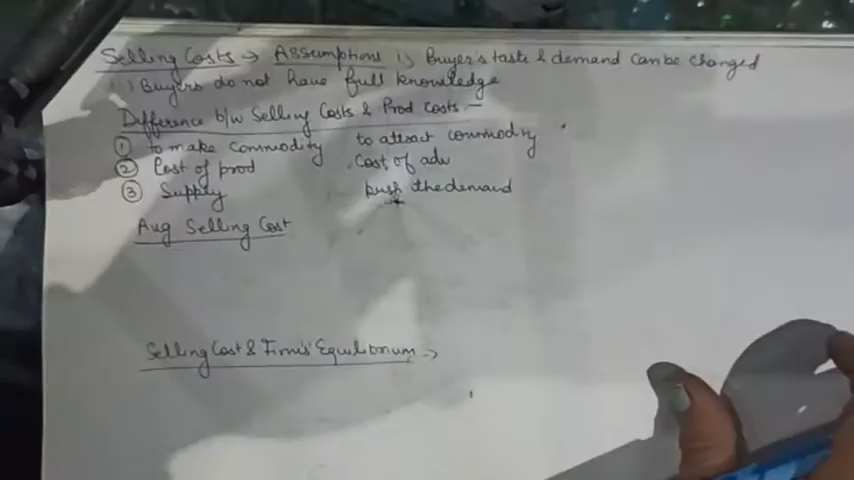 Selling Costs → Assumptions i) Buyer's taste & demand can be changed
ii) Buyers do not have full knowledge
Difference b/w Selling Costs & Prod Costs -
① to make commodity to attract commodity
② Cost of prod Cost of adv
③ Supply push the demand
Avg Selling Cost
Selling Cost & Firms' Equilibrium →